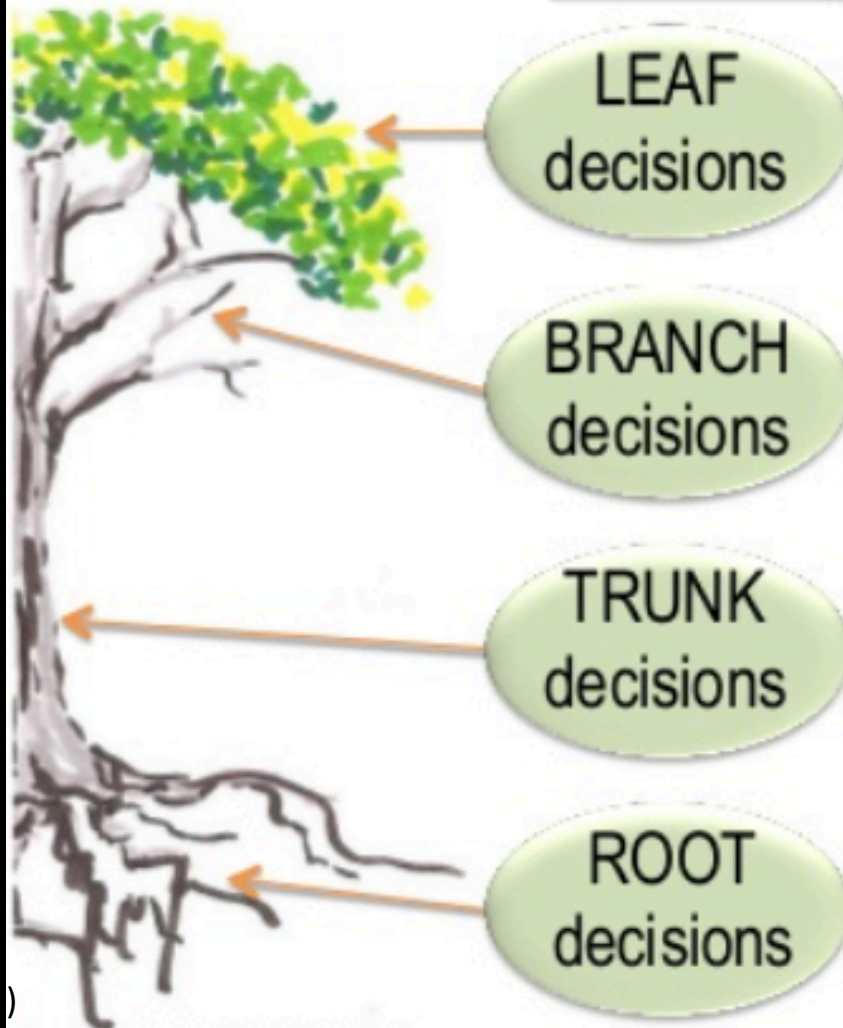 LEAF
decisions
BRANCH
decisions
TRUNK
decisions
ROOT
decisions
)